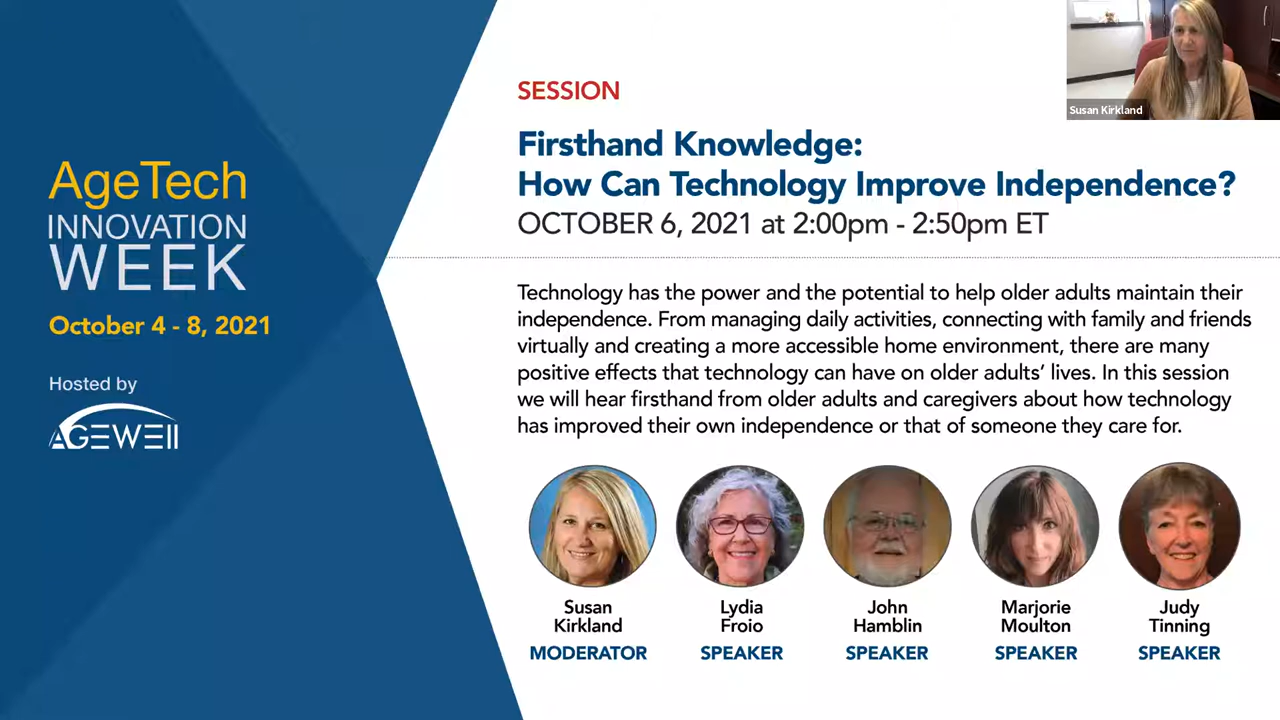 AgeTech
INNOVATION
WEEK
October 4 - 8, 2021
Hosted by
AGEWELL
SESSION
Firsthand Knowledge:
How Can Technology Improve Independence?
OCTOBER 6, 2021 at 2:00pm - 2:50pm ET
Technology has the power and the potential to help older adults maintain their
independence. From managing daily activities, connecting with family and friends
virtually and creating a more accessible home environment, there are many
positive effects that technology can have on older adults’ lives. In this session
we will hear firsthand from older adults and caregivers about how technology
has improved their own independence or that of someone they care for.
Susan
Kirkland
MODERATOR
Lydia
Froio
SPEAKER
John
Hamblin
SPEAKER
Marjorie
Moulton
SPEAKER
Judy
Tinning
SPEAKER
Susan Kirkland